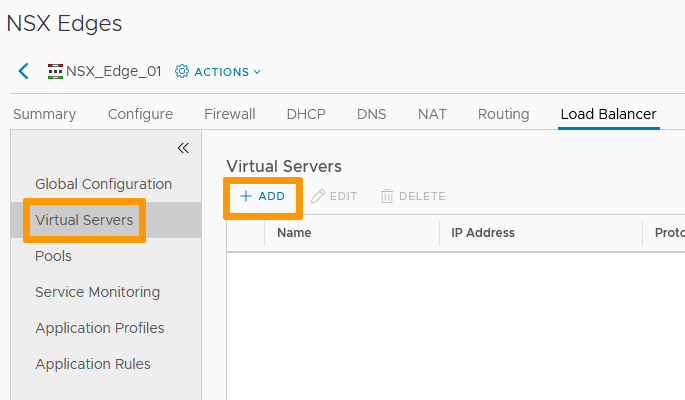 NSX Edges
NSX_Edge_01 ACTIONS
Summary Configure Firewall DHCP DNS NAT Routing Load Balancer
Global Configuration
Virtual Servers
Pools
Service Monitoring
Application Profiles
Application Rules
Virtual Servers
+ ADD EDIT DELETE
Name IP Address Proto